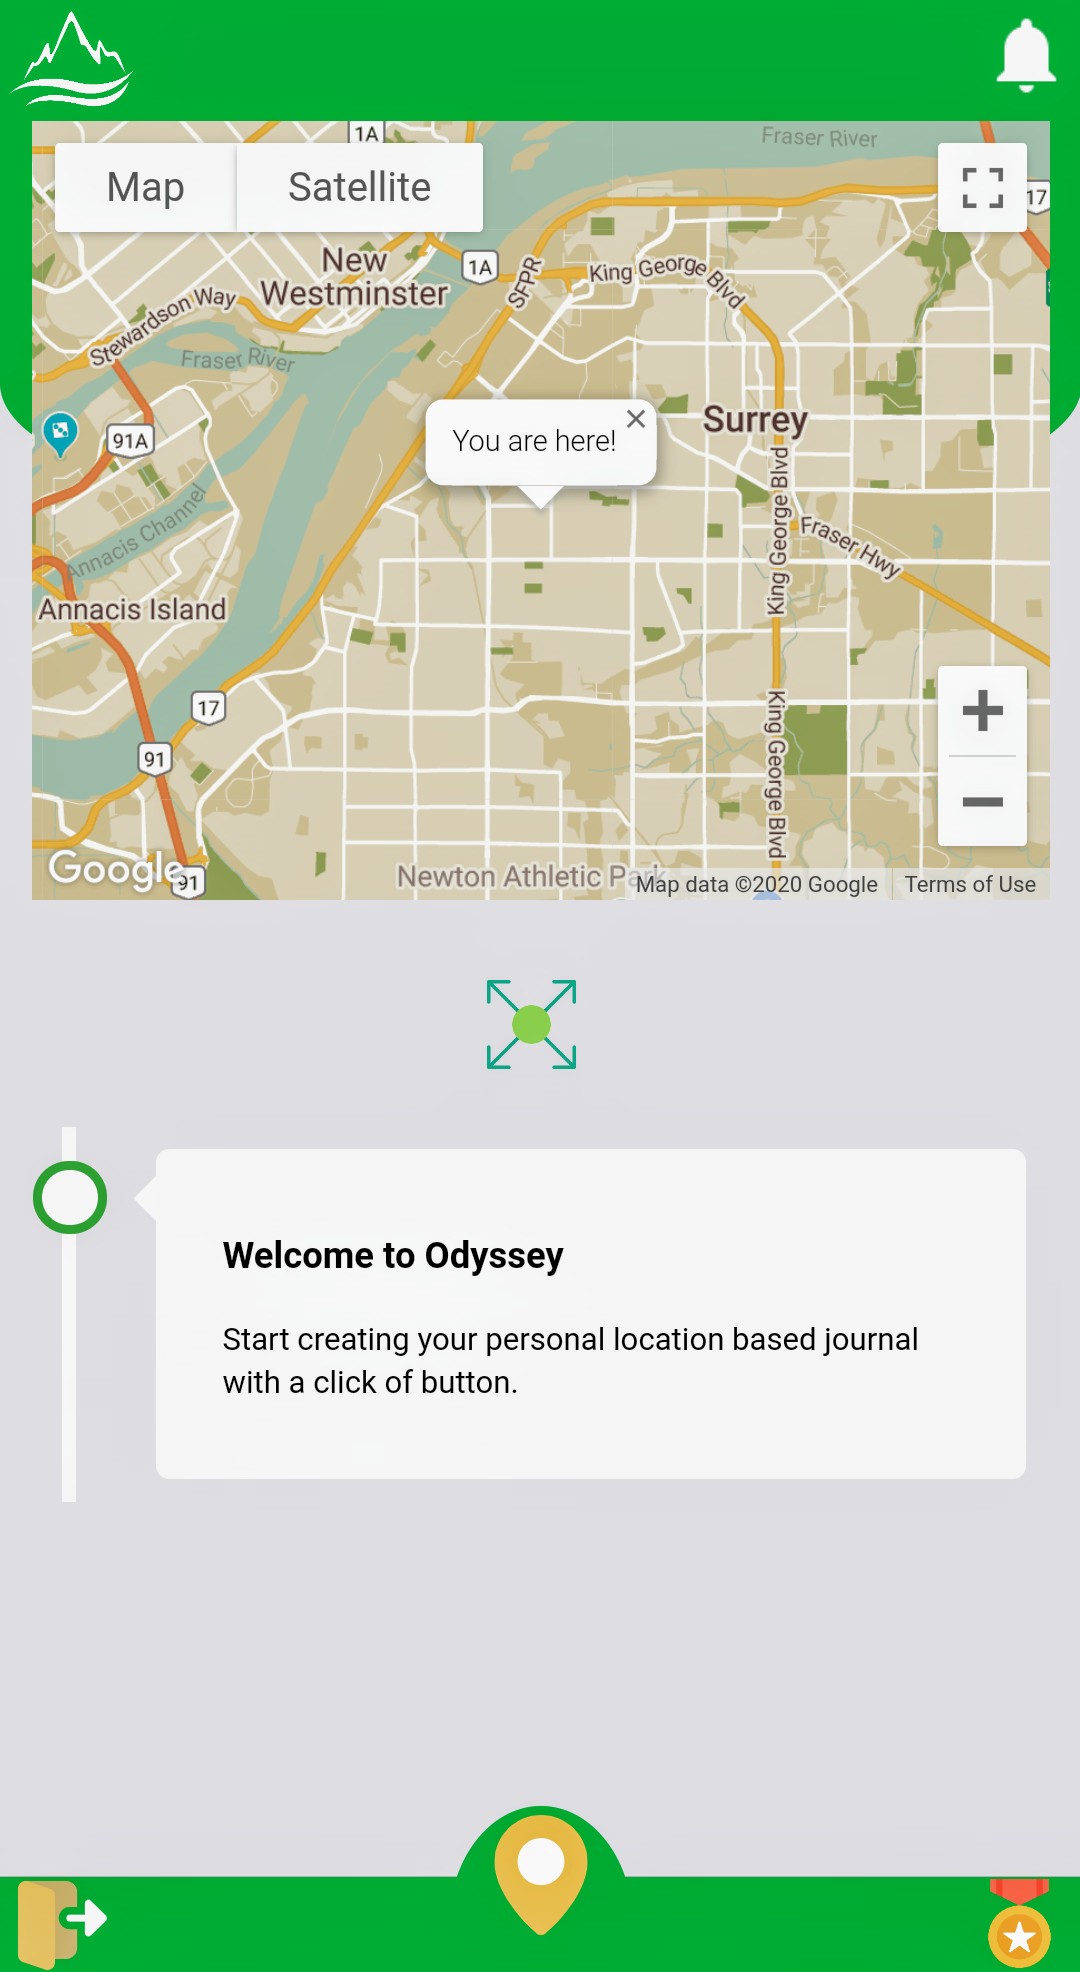 1A
Fraser River
Map
Satellite
17
New
Westminster
1A
SFPR
King George Blvd
Stewardson Way
Fraser River
You are here!
Surrey
91A
King George Blvd
Fraser Hwy
Annacis Channel
Annacis Island
17
91
King George Blvd
Google
91
Newton Athletic Park
Map data ©2020 Google
Terms of Use
Welcome to Odyssey
Start creating your personal location based journal
with a click of button.